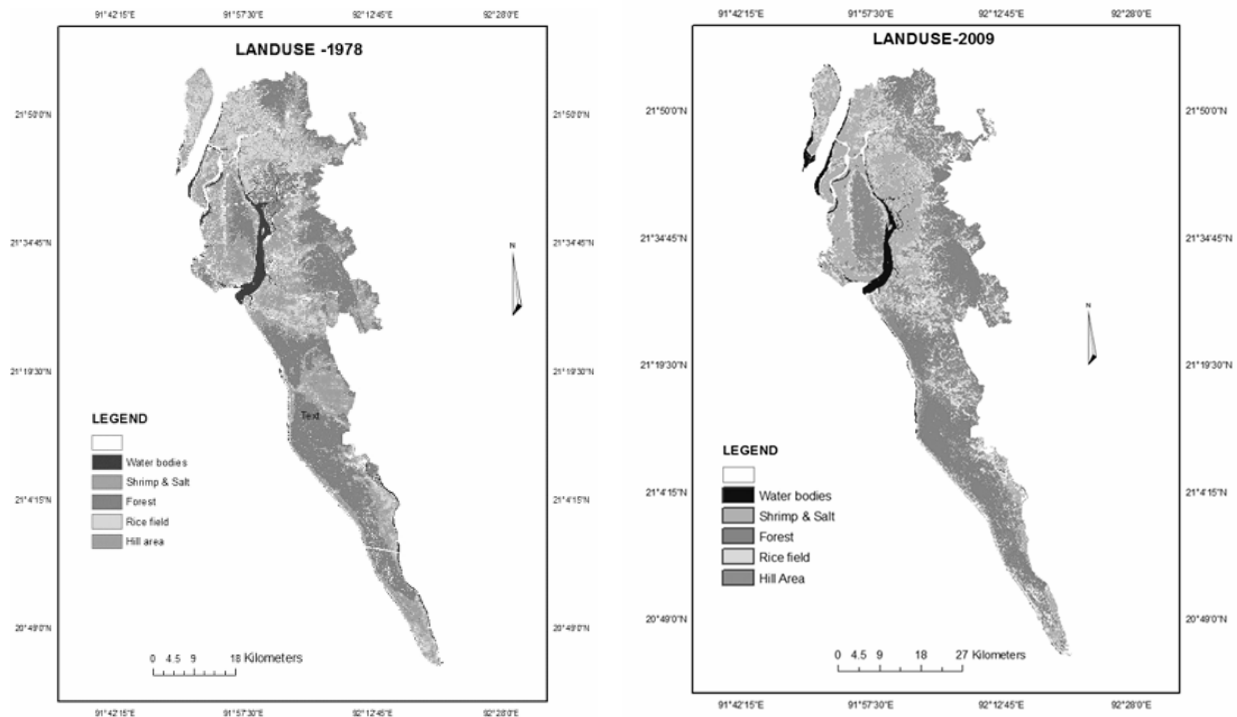 91°42'15"E 91°57'30"E 92°12'45"E 92°28'0"E
LANDUSE -1978
21°50'0"N 21°50'0"N
21°34'45"N 21°34'45"N
N
21°19'30"N 21°19'30"N
Text
LEGEND
Water bodies
Shrimp & Salt
Forest
Rice field
Hill area
21°4'15"N 21°4'15"N
20°49'0"N 20°49'0"N
0 4.5 9 18 Kilometers
91°42'15"E 91°57'30"E 92°12'45"E 92°28'0"E
91°42'15"E 91°57'30"E 92°12'45"E 92°28'0"E
LANDUSE-2009
21°50'0"N 21°50'0"N
21°34'45"N 21°34'45"N
N
21°19'30"N 21°19'30"N
LEGEND
Water bodies
Shrimp & Salt
Forest
Rice field
Hill Area
21°4'15"N 21°4'15"N
20°49'0"N 20°49'0"N
0 4.5 9 18 27 Kilometers
91°42'15"E 91°57'30"E 92°12'45"E 92°28'0"E